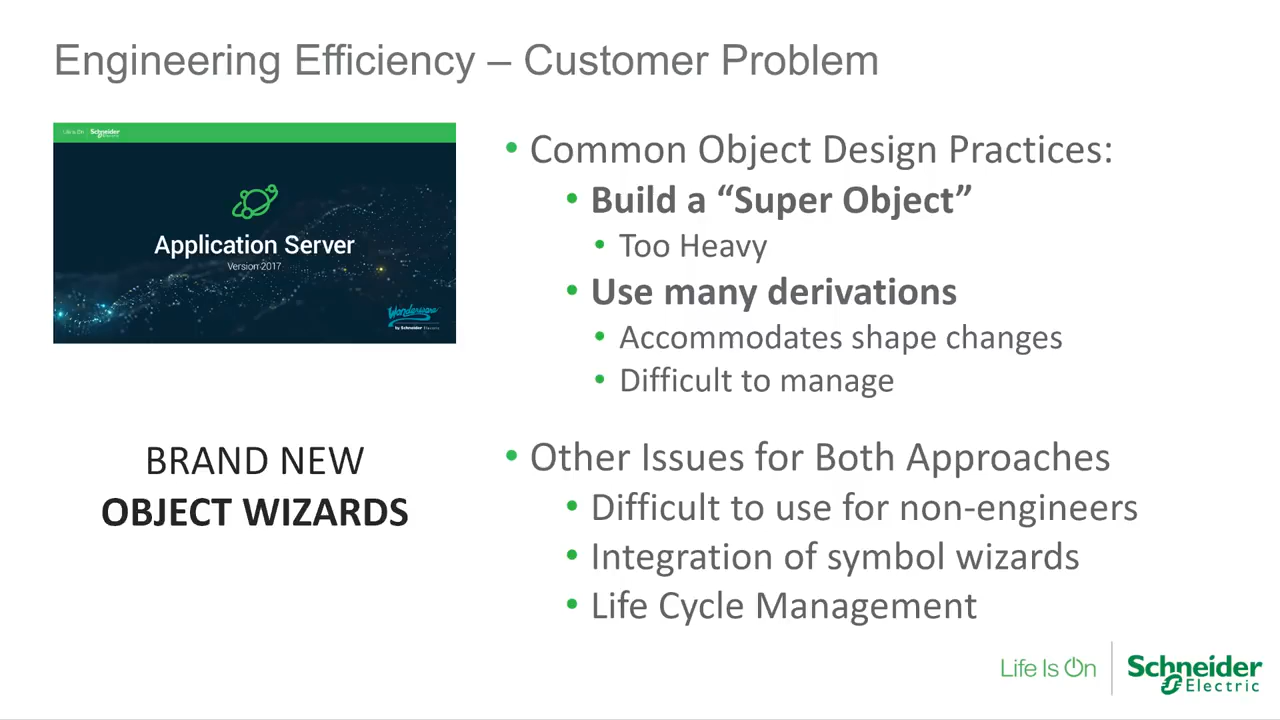 Engineering Efficiency – Customer Problem
Life Is On | Schneider Electric
Application Server
Version 2017
Wonderware
by Schneider Electric
BRAND NEW
OBJECT WIZARDS
• Common Object Design Practices:
• Build a “Super Object”
• Too Heavy
• Use many derivations
• Accommodates shape changes
• Difficult to manage
• Other Issues for Both Approaches
• Difficult to use for non-engineers
• Integration of symbol wizards
• Life Cycle Management
Life Is On
Schneider
Electric